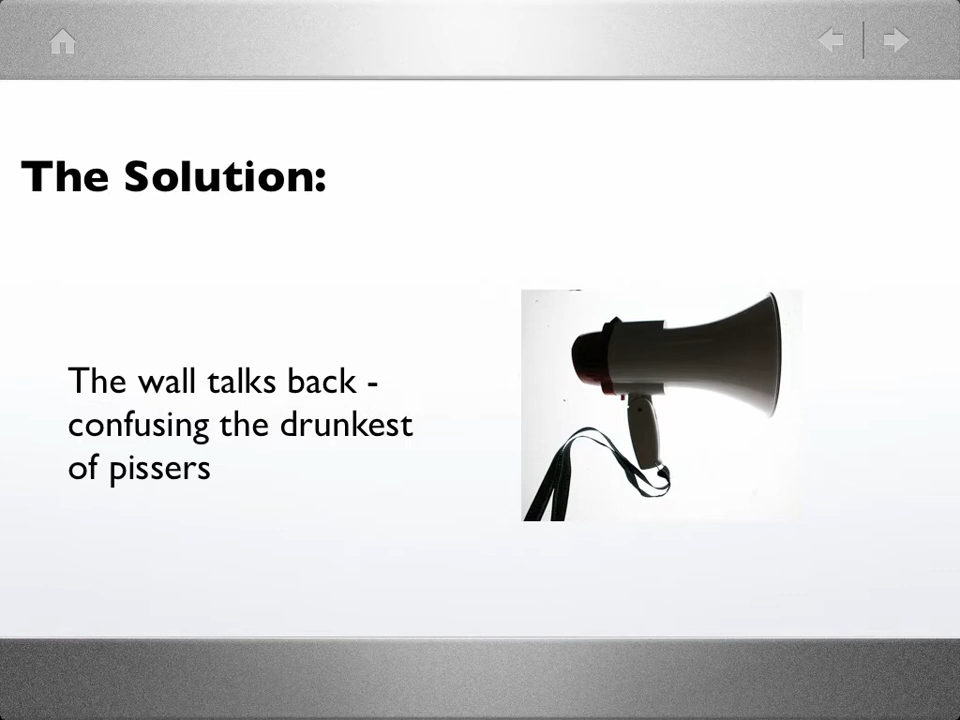 The Solution:
The wall talks back -
confusing the drunkest
of pissers